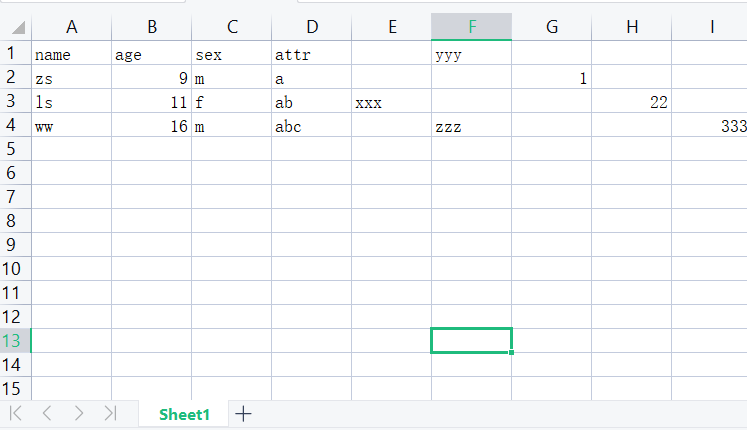 A B C D E F G H I
1 name age sex attr yyy
2 zs 9 m a 1
3 ls 11 f ab xxx 22
4 ww 16 m abc zzz 333
5
6
7
8
9
10
11
12
13
14
15
Sheet1 +